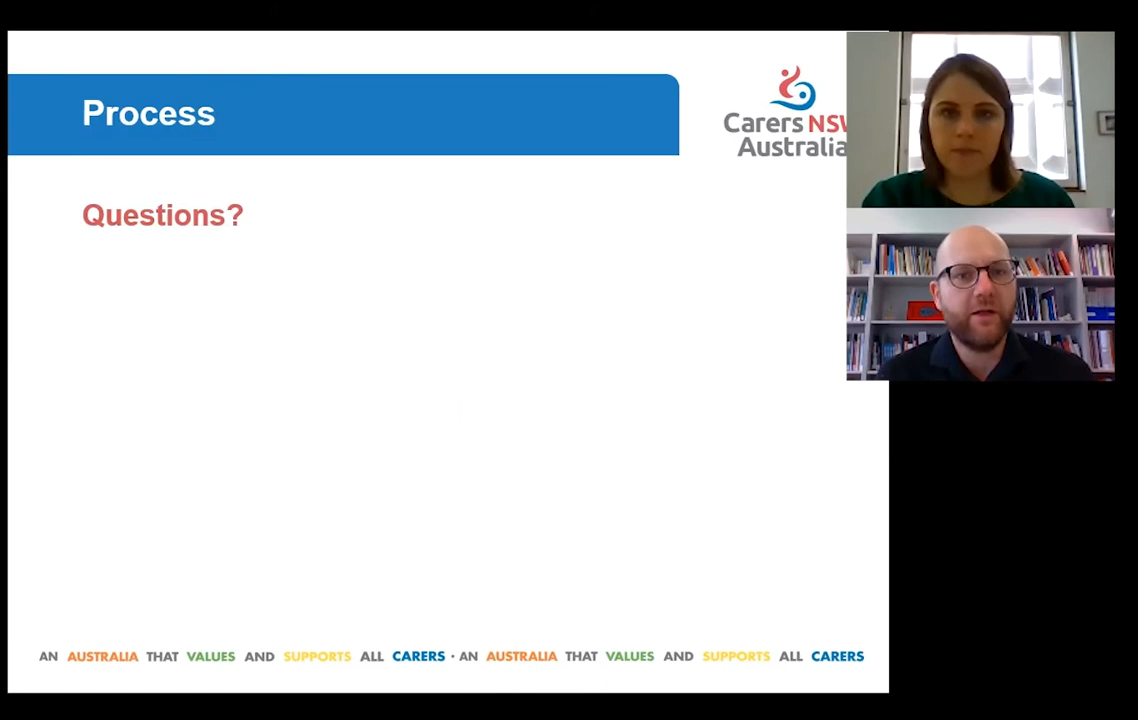 Process
Carers NSW
Australia
Questions?
AN AUSTRALIA THAT VALUES AND SUPPORTS ALL CARERS · AN AUSTRALIA THAT VALUES AND SUPPORTS ALL CARERS